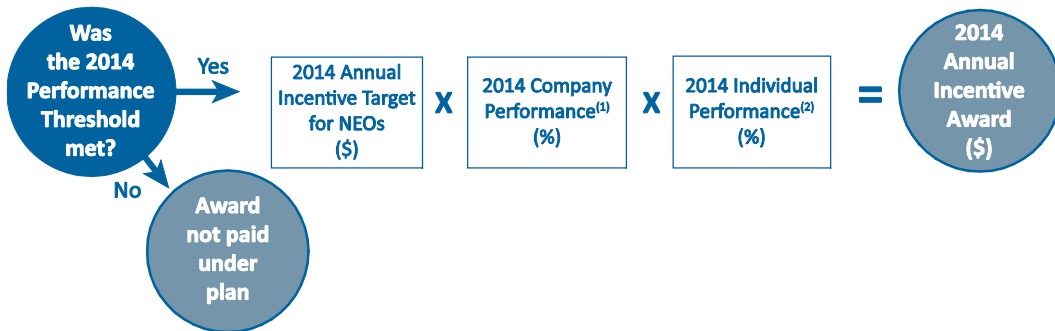 Was
the 2014
Performance
Threshold
met?
Yes
No
Award
not paid
under
plan
2014 Annual
Incentive Target
for NEOs
($)
X
2014 Company
Performance(1)
(%)
X
2014 Individual
Performance(2)
(%)
=
2014
Annual
Incentive
Award
($)